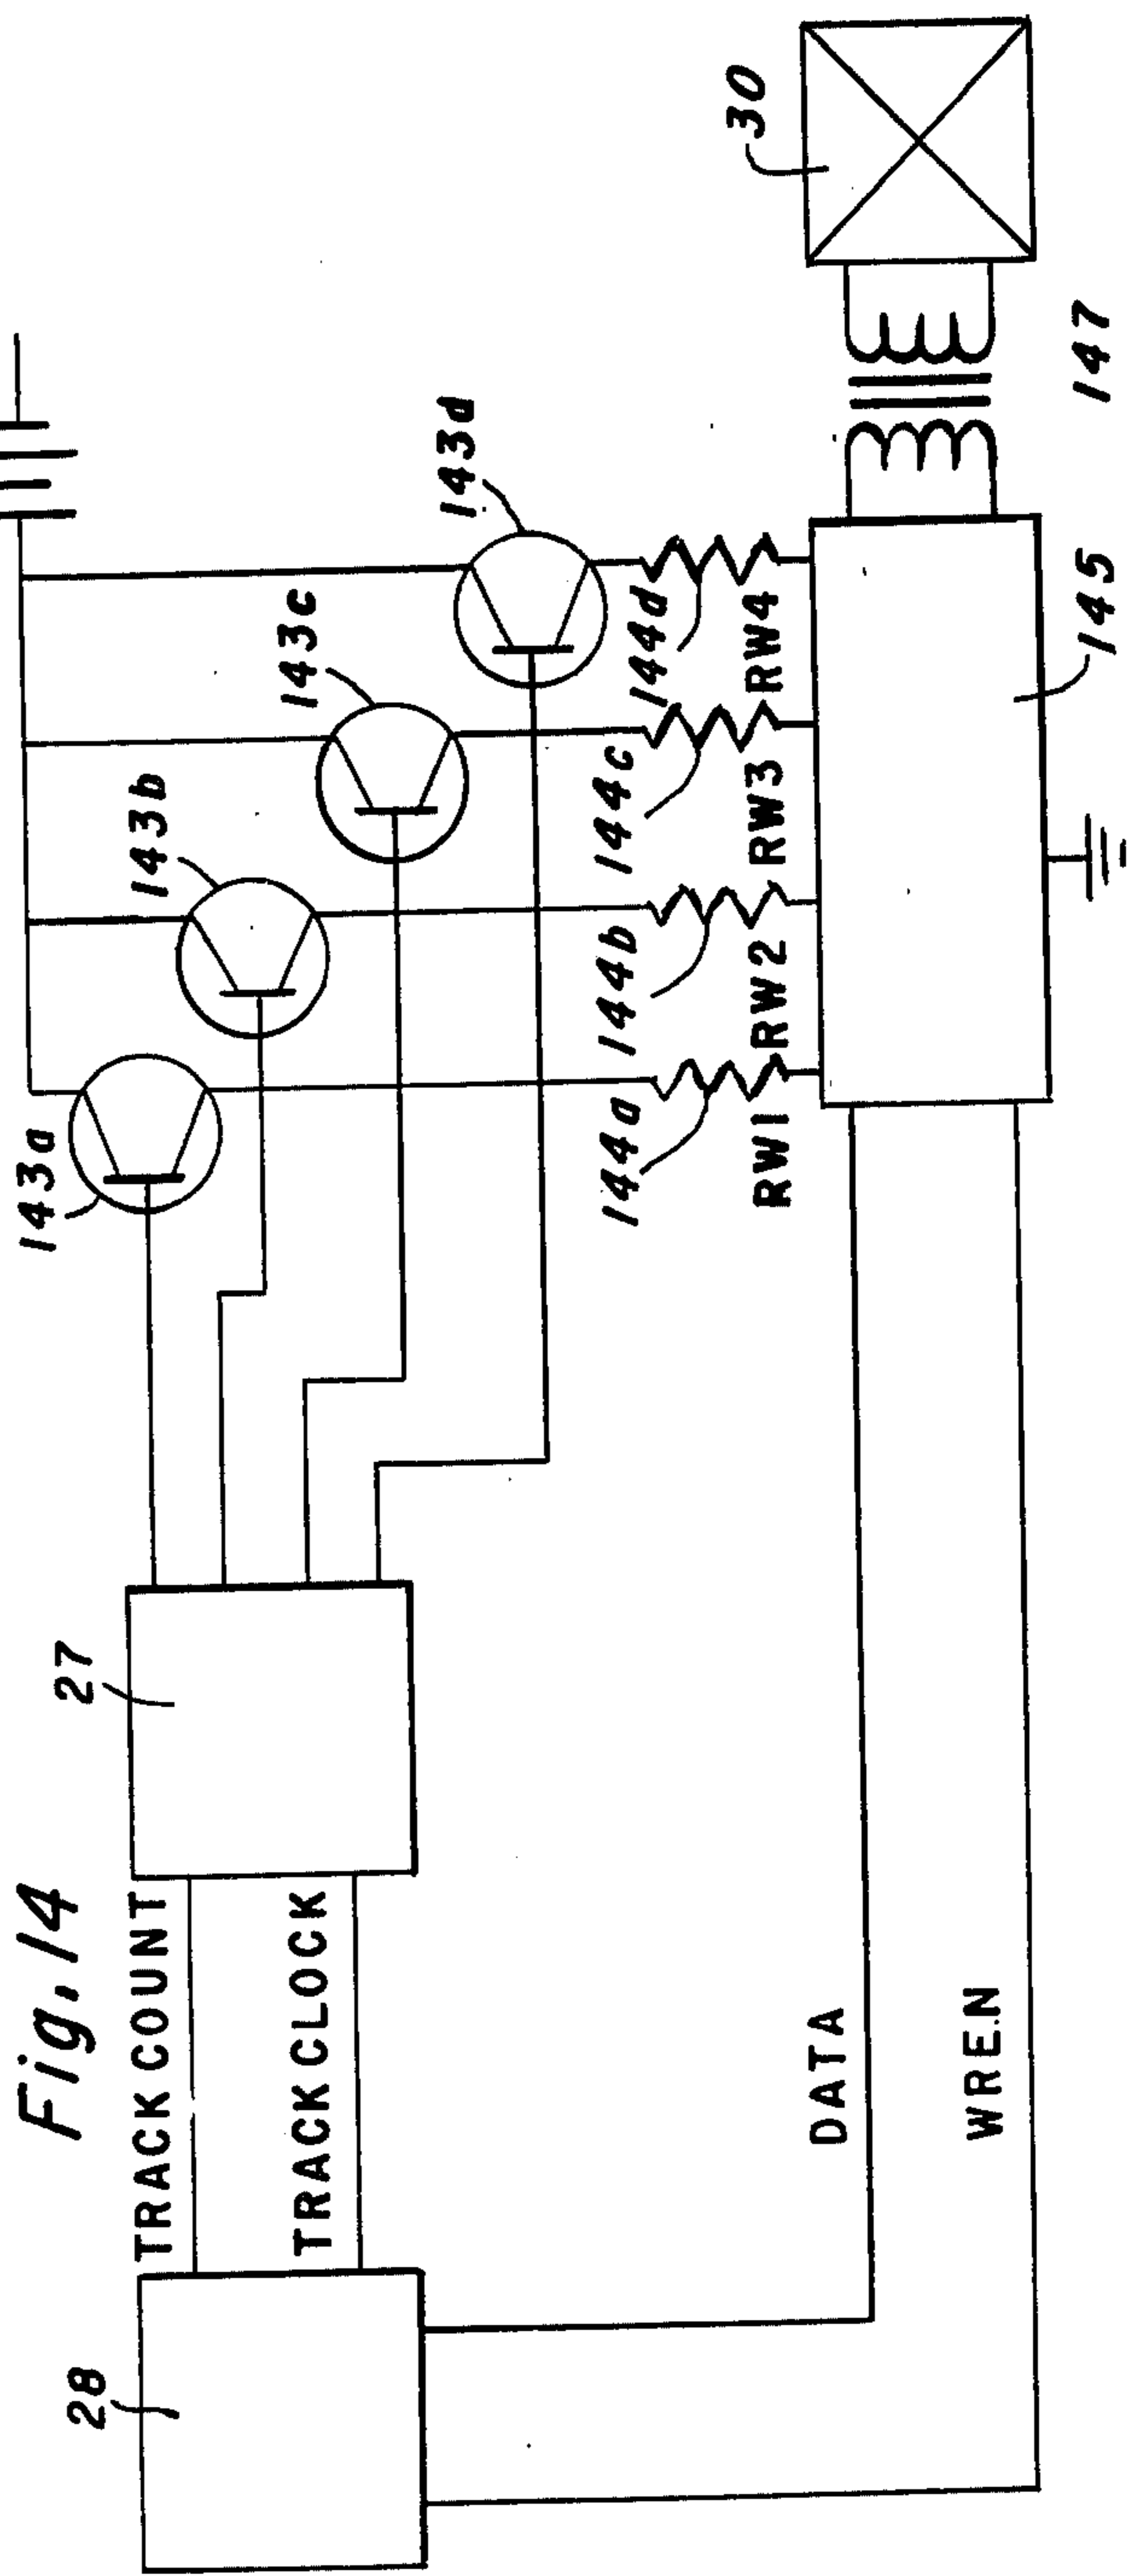 Fig. 14
28
TRACK COUNT
TRACK CLOCK
27
143a
143b
143c
143d
144a
144b
144c
144d
RW1
RW2
RW3
RW4
DATA
WREN
145
147
30